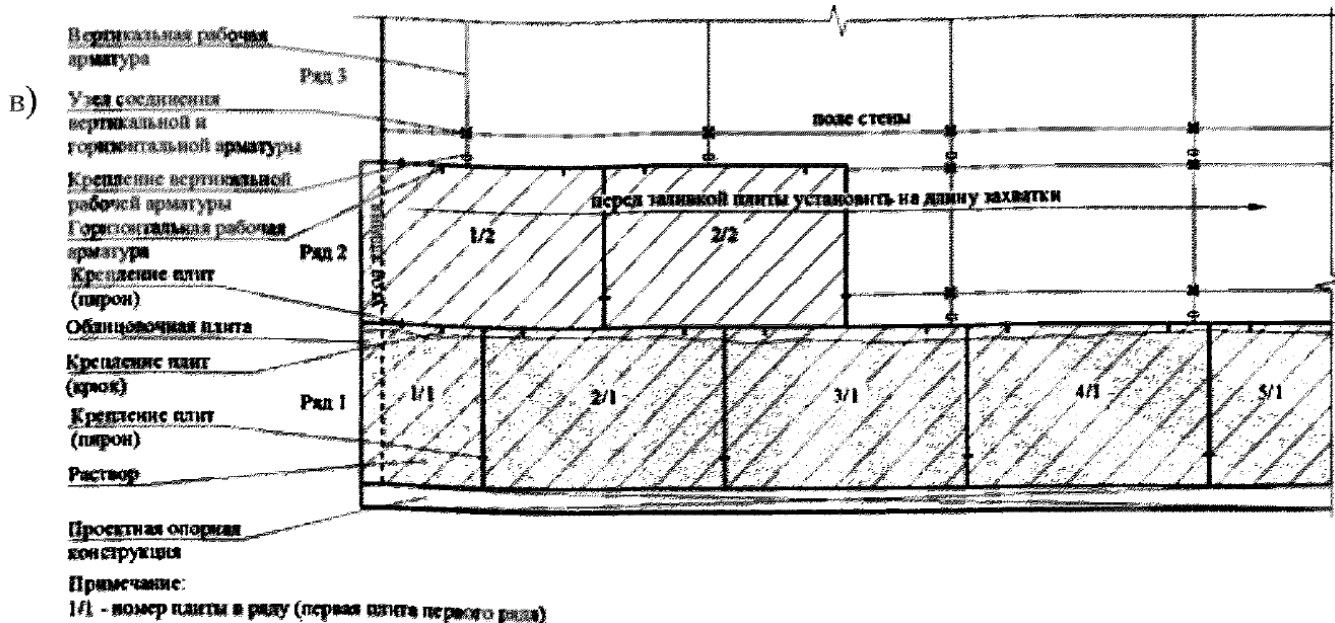 Вертикальная рабочая
арматура
Ряд 3
в)
Узел соединения
вертикальной и
горизонтальной арматуры
поле стены
Крепление вертикальной
рабочей арматуры
перед заливкой плиты установить на длину захватки
Горизонтальная рабочая
арматура
Ряд 2
1/2
2/2
угол здания
Крепление плит
(пирон)
Облицовочная плита
Крепление плит
(крюк)
Ряд 1
1/1
2/1
3/1
4/1
5/1
Крепление плит
(пирон)
Раствор
Проектная опорная
конструкция
Примечание:
1/1 - номер плиты в ряду (первая плита первого ряда)